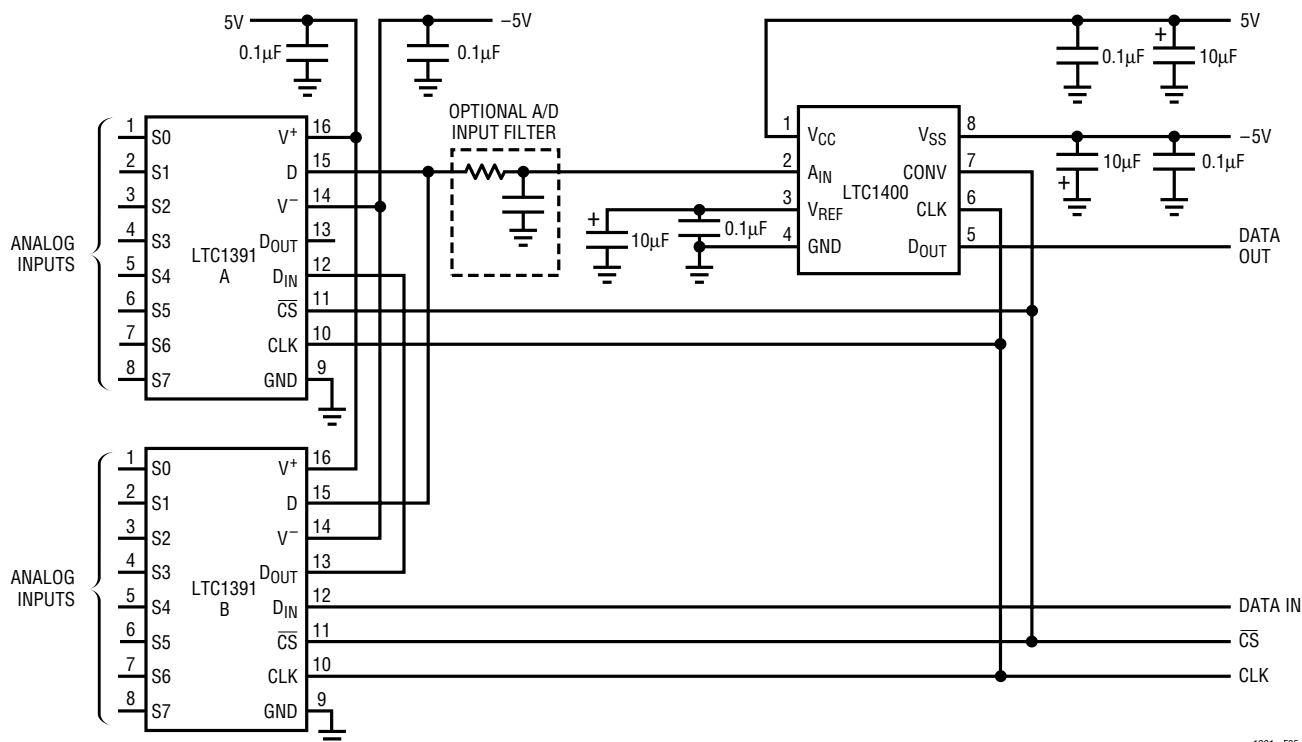 5V
0.1µF
–5V
0.1µF
5V
0.1µF
+
10µF
OPTIONAL A/D
INPUT FILTER
ANALOG
INPUTS
1 S0
2 S1
3 S2
4 S3
5 S4
6 S5
7 S6
8 S7
LTC1391
A
V+ 16
D 15
V– 14
DOUT 13
DIN 12
C̅S̅ 11
CLK 10
GND 9
+
10µF
0.1µF
1 VCC
2 AIN
3 VREF
4 GND
LTC1400
VSS 8
CONV 7
CLK 6
DOUT 5
–5V
10µF
+
0.1µF
DATA
OUT
ANALOG
INPUTS
1 S0
2 S1
3 S2
4 S3
5 S4
6 S5
7 S6
8 S7
LTC1391
B
V+ 16
D 15
V– 14
DOUT 13
DIN 12
C̅S̅ 11
CLK 10
GND 9
DATA IN
C̅S̅
CLK